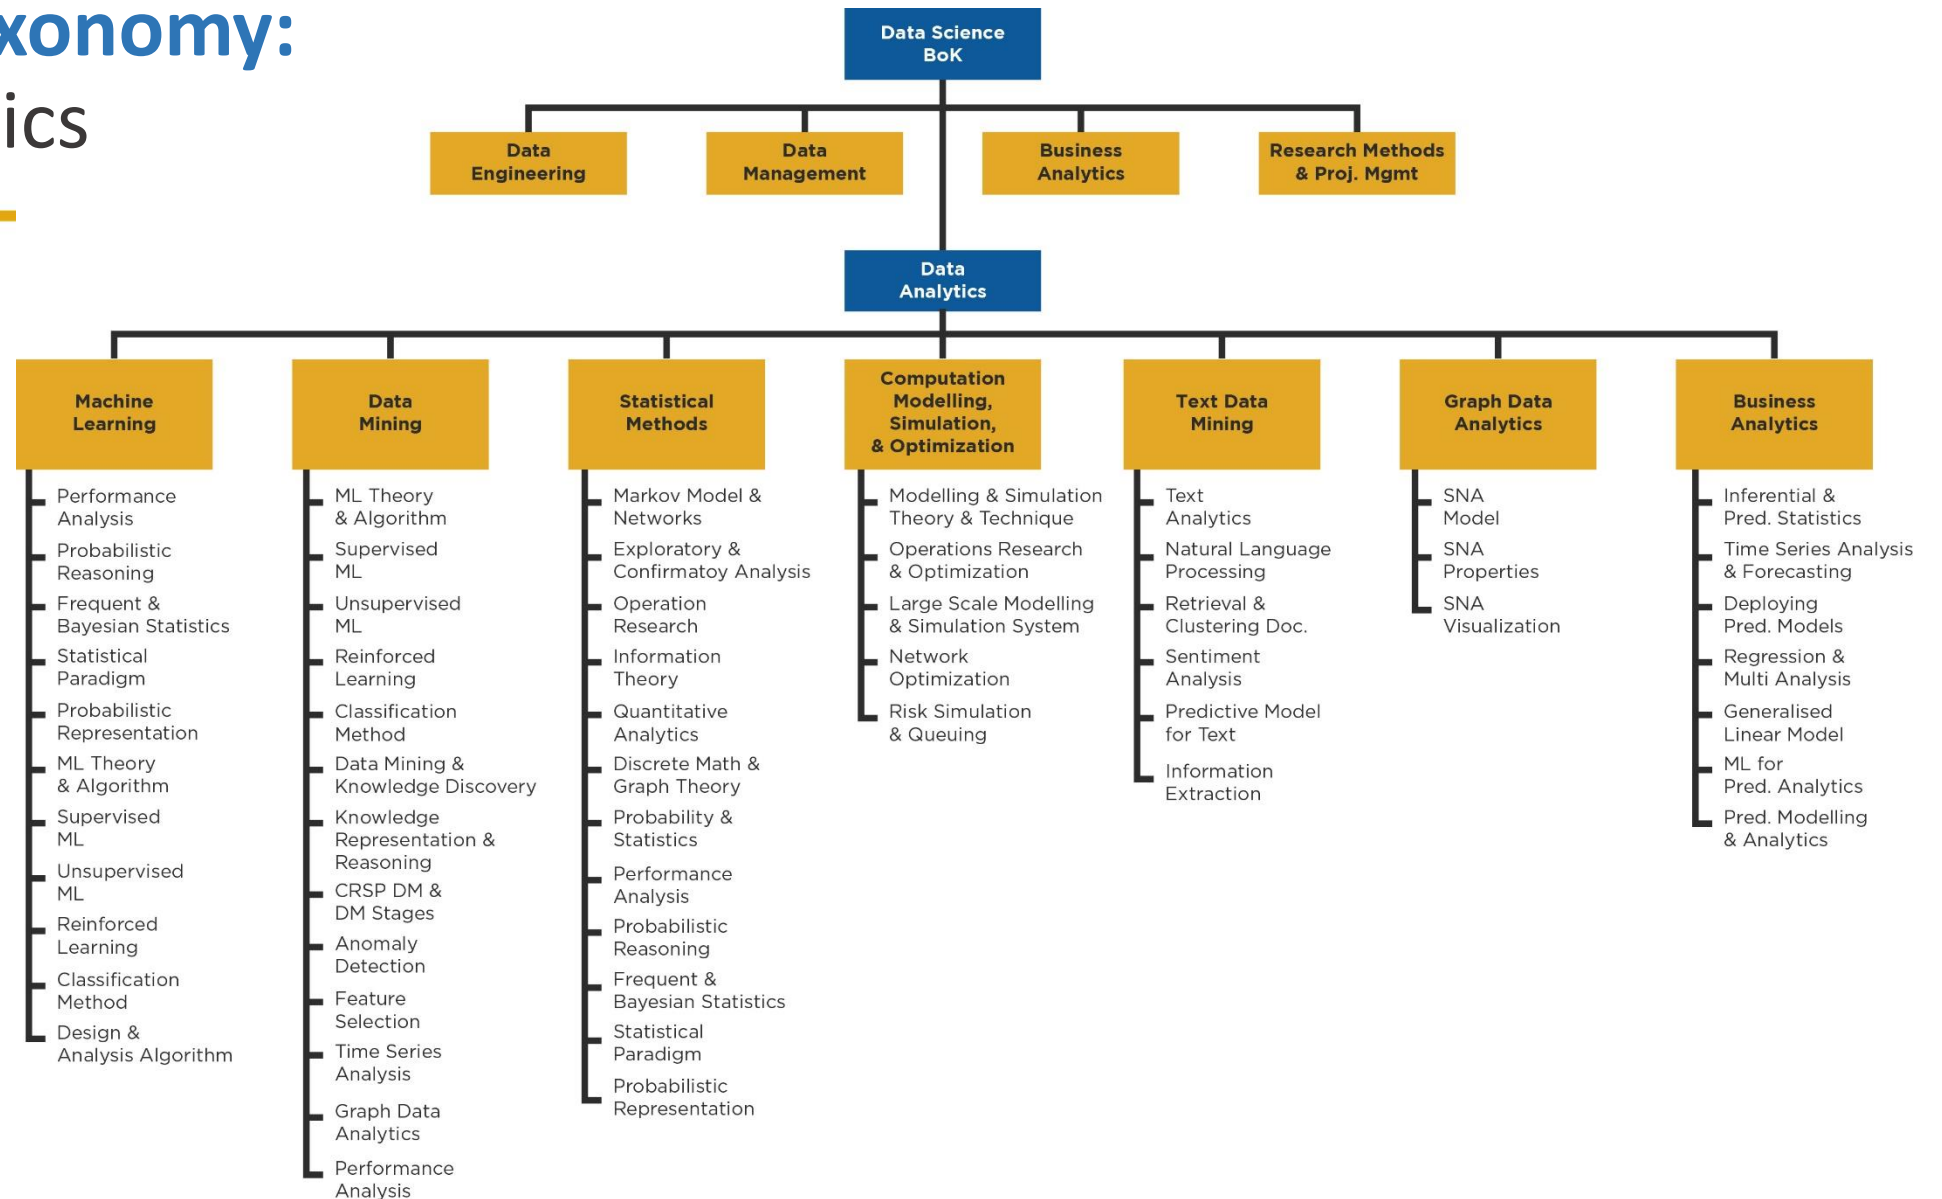 xonomy:
ics
Data Science
BoK
Data
Engineering
Data
Management
Business
Analytics
Research Methods
& Proj. Mgmt
Data
Analytics
Machine
Learning
Performance
Analysis
Probabilistic
Reasoning
Frequent &
Bayesian Statistics
Statistical
Paradigm
Probabilistic
Representation
ML Theory
& Algorithm
Supervised
ML
Unsupervised
ML
Reinforced
Learning
Classification
Method
Design &
Analysis Algorithm
Data
Mining
ML Theory
& Algorithm
Supervised
ML
Unsupervised
ML
Reinforced
Learning
Classification
Method
Data Mining &
Knowledge Discovery
Knowledge
Representation &
Reasoning
CRSP DM &
DM Stages
Anomaly
Detection
Feature
Selection
Time Series
Analysis
Graph Data
Analytics
Performance
Analysis
Statistical
Methods
Markov Model &
Networks
Exploratory &
Confirmatoy Analysis
Operation
Research
Information
Theory
Quantitative
Analytics
Discrete Math &
Graph Theory
Probability &
Statistics
Performance
Analysis
Probabilistic
Reasoning
Frequent &
Bayesian Statistics
Statistical
Paradigm
Probabilistic
Representation
Computation
Modelling,
Simulation,
& Optimization
Modelling & Simulation
Theory & Technique
Operations Research
& Optimization
Large Scale Modelling
& Simulation System
Network
Optimization
Risk Simulation
& Queuing
Text Data
Mining
Text
Analytics
Natural Language
Processing
Retrieval &
Clustering Doc.
Sentiment
Analysis
Predictive Model
for Text
Information
Extraction
Graph Data
Analytics
SNA
Model
SNA
Properties
SNA
Visualization
Business
Analytics
Inferential &
Pred. Statistics
Time Series Analysis
& Forecasting
Deploying
Pred. Models
Regression &
Multi Analysis
Generalised
Linear Model
ML for
Pred. Analytics
Pred. Modelling
& Analytics